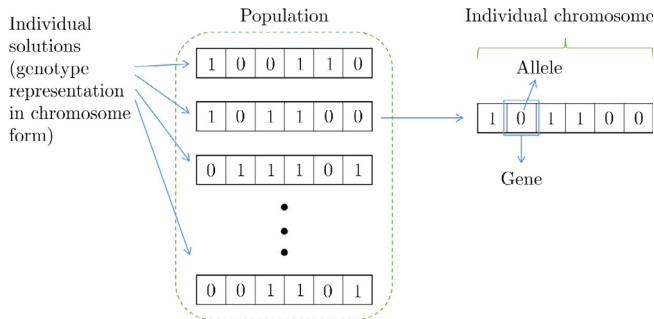 Population
Individual chromosome
Individual
solutions
(genotype
representation
in chromosome
form)
1 0 0 1 1 0
1 0 1 1 0 0
0 1 1 1 0 1
0 0 1 1 0 1
Allele
1 0 1 1 0 0
Gene